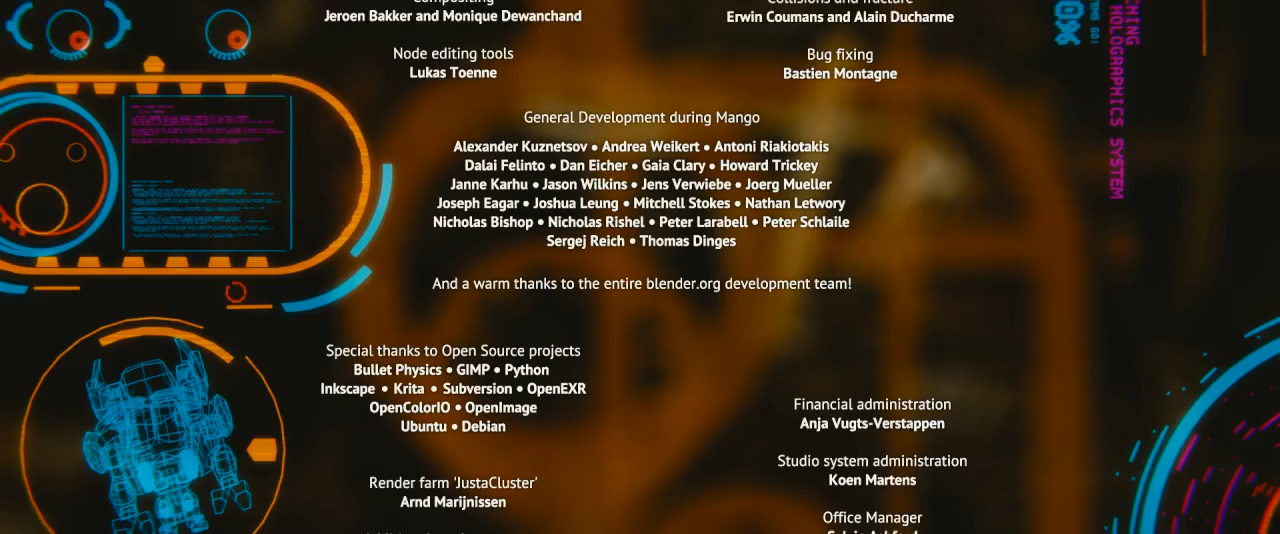 Compositing
Jeroen Bakker and Monique Dewanchand
Collisions and fracture
Erwin Coumans and Alain Ducharme
Node editing tools
Lukas Toenne
Bug fixing
Bastien Montagne
General Development during Mango
Alexander Kuznetsov • Andrea Weikert • Antoni Riakiotakis
Dalai Felinto • Dan Eicher • Gaia Clary • Howard Trickey
Janne Karhu • Jason Wilkins • Jens Verwiebe • Joerg Mueller
Joseph Eagar • Joshua Leung • Mitchell Stokes • Nathan Letwory
Nicholas Bishop • Nicholas Rishel • Peter Larabell • Peter Schlaile
Sergej Reich • Thomas Dinges
And a warm thanks to the entire blender.org development team!
Special thanks to Open Source projects
Bullet Physics • GIMP • Python
Inkscape • Krita • Subversion • OpenEXR
OpenColorIO • OpenImage
Ubuntu • Debian
Render farm 'JustaCluster'
Arnd Marijnissen
Financial administration
Anja Vugts-Verstappen
Studio system administration
Koen Martens
Office Manager
HOLOGRAPHICS SYSTEM